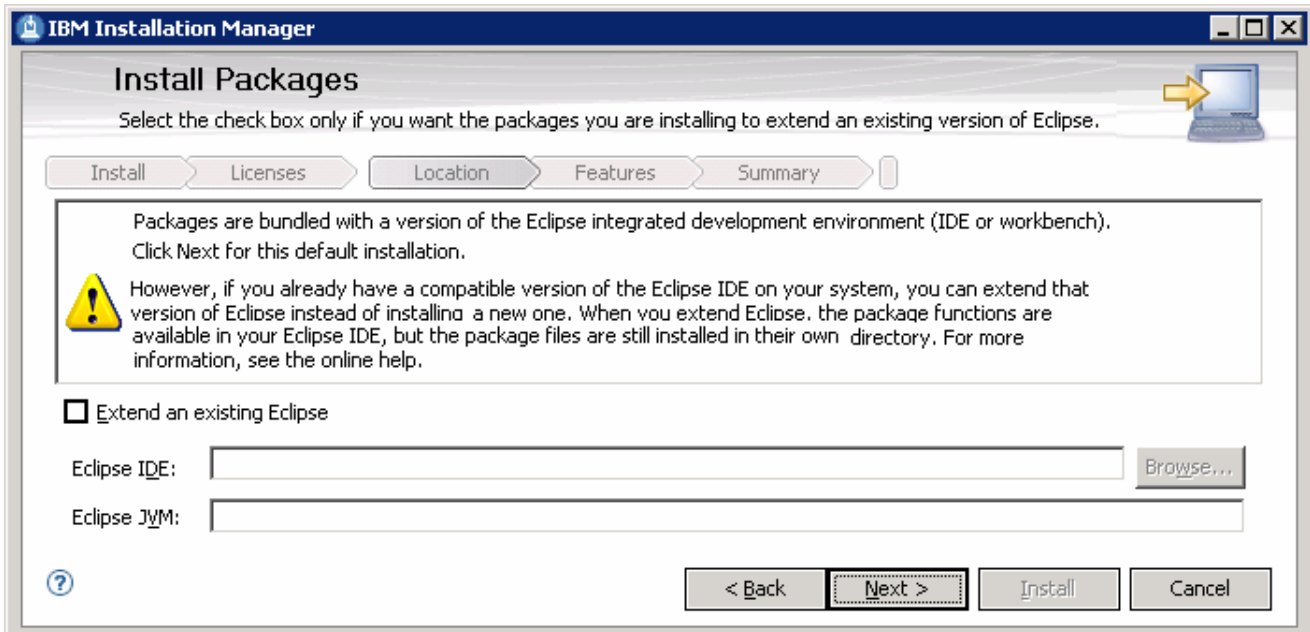 IBM Installation Manager
Install Packages
Select the check box only if you want the packages you are installing to extend an existing version of Eclipse.
Install Licenses Location Features Summary
Packages are bundled with a version of the Eclipse integrated development environment (IDE or workbench).
Click Next for this default installation.
However, if you already have a compatible version of the Eclipse IDE on your system, you can extend that
version of Eclipse instead of installing a new one. When you extend Eclipse, the package functions are
available in your Eclipse IDE, but the package files are still installed in their own directory. For more
information, see the online help.
Extend an existing Eclipse
Eclipse IDE: Browse...
Eclipse JVM:
? < Back Next > Install Cancel